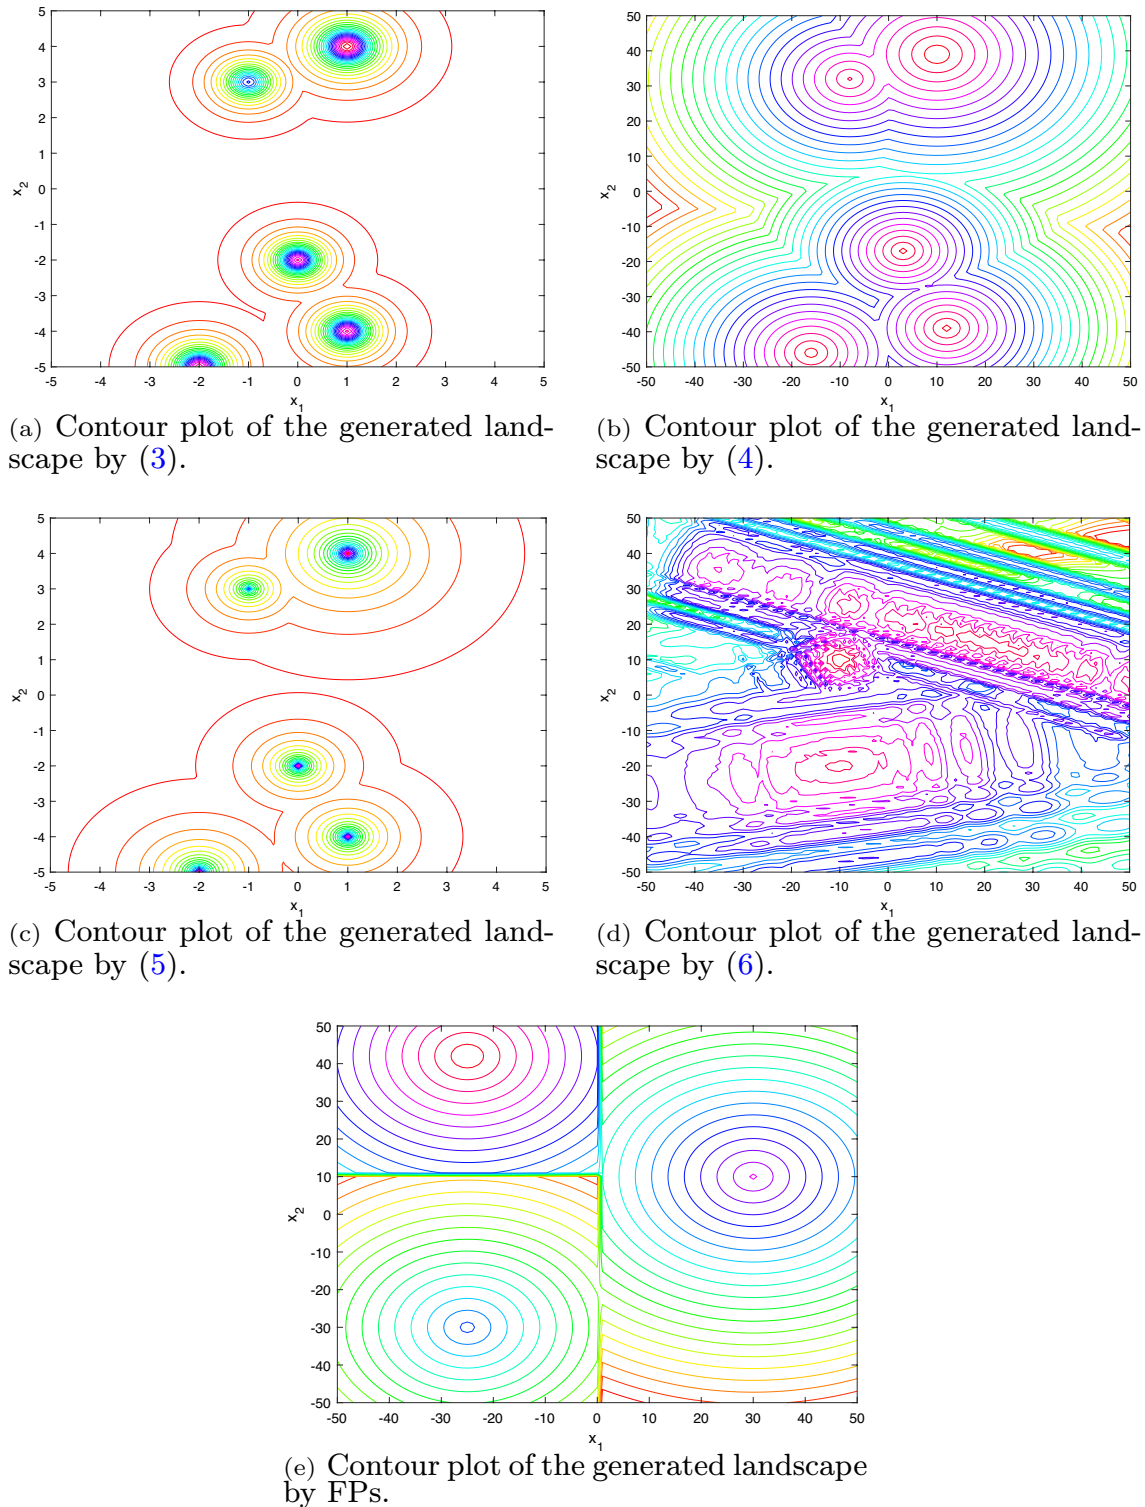 5
4
3
2
1
0
-1
-2
-3
-4
-5
x2
-5 -4 -3 -2 -1 0 1 2 3 4 5
x1
(a) Contour plot of the generated land-
scape by (3).
50
40
30
20
10
0
-10
-20
-30
-40
-50
x2
-50 -40 -30 -20 -10 0 10 20 30 40 50
x1
(b) Contour plot of the generated land-
scape by (4).
5
4
3
2
1
0
-1
-2
-3
-4
-5
x2
-5 -4 -3 -2 -1 0 1 2 3 4 5
x1
(c) Contour plot of the generated land-
scape by (5).
50
40
30
20
10
0
-10
-20
-30
-40
-50
x2
-50 -40 -30 -20 -10 0 10 20 30 40 50
x1
(d) Contour plot of the generated land-
scape by (6).
50
40
30
20
10
0
-10
-20
-30
-40
-50
x2
-50 -40 -30 -20 -10 0 10 20 30 40 50
x1
(e) Contour plot of the generated landscape
by FPs.